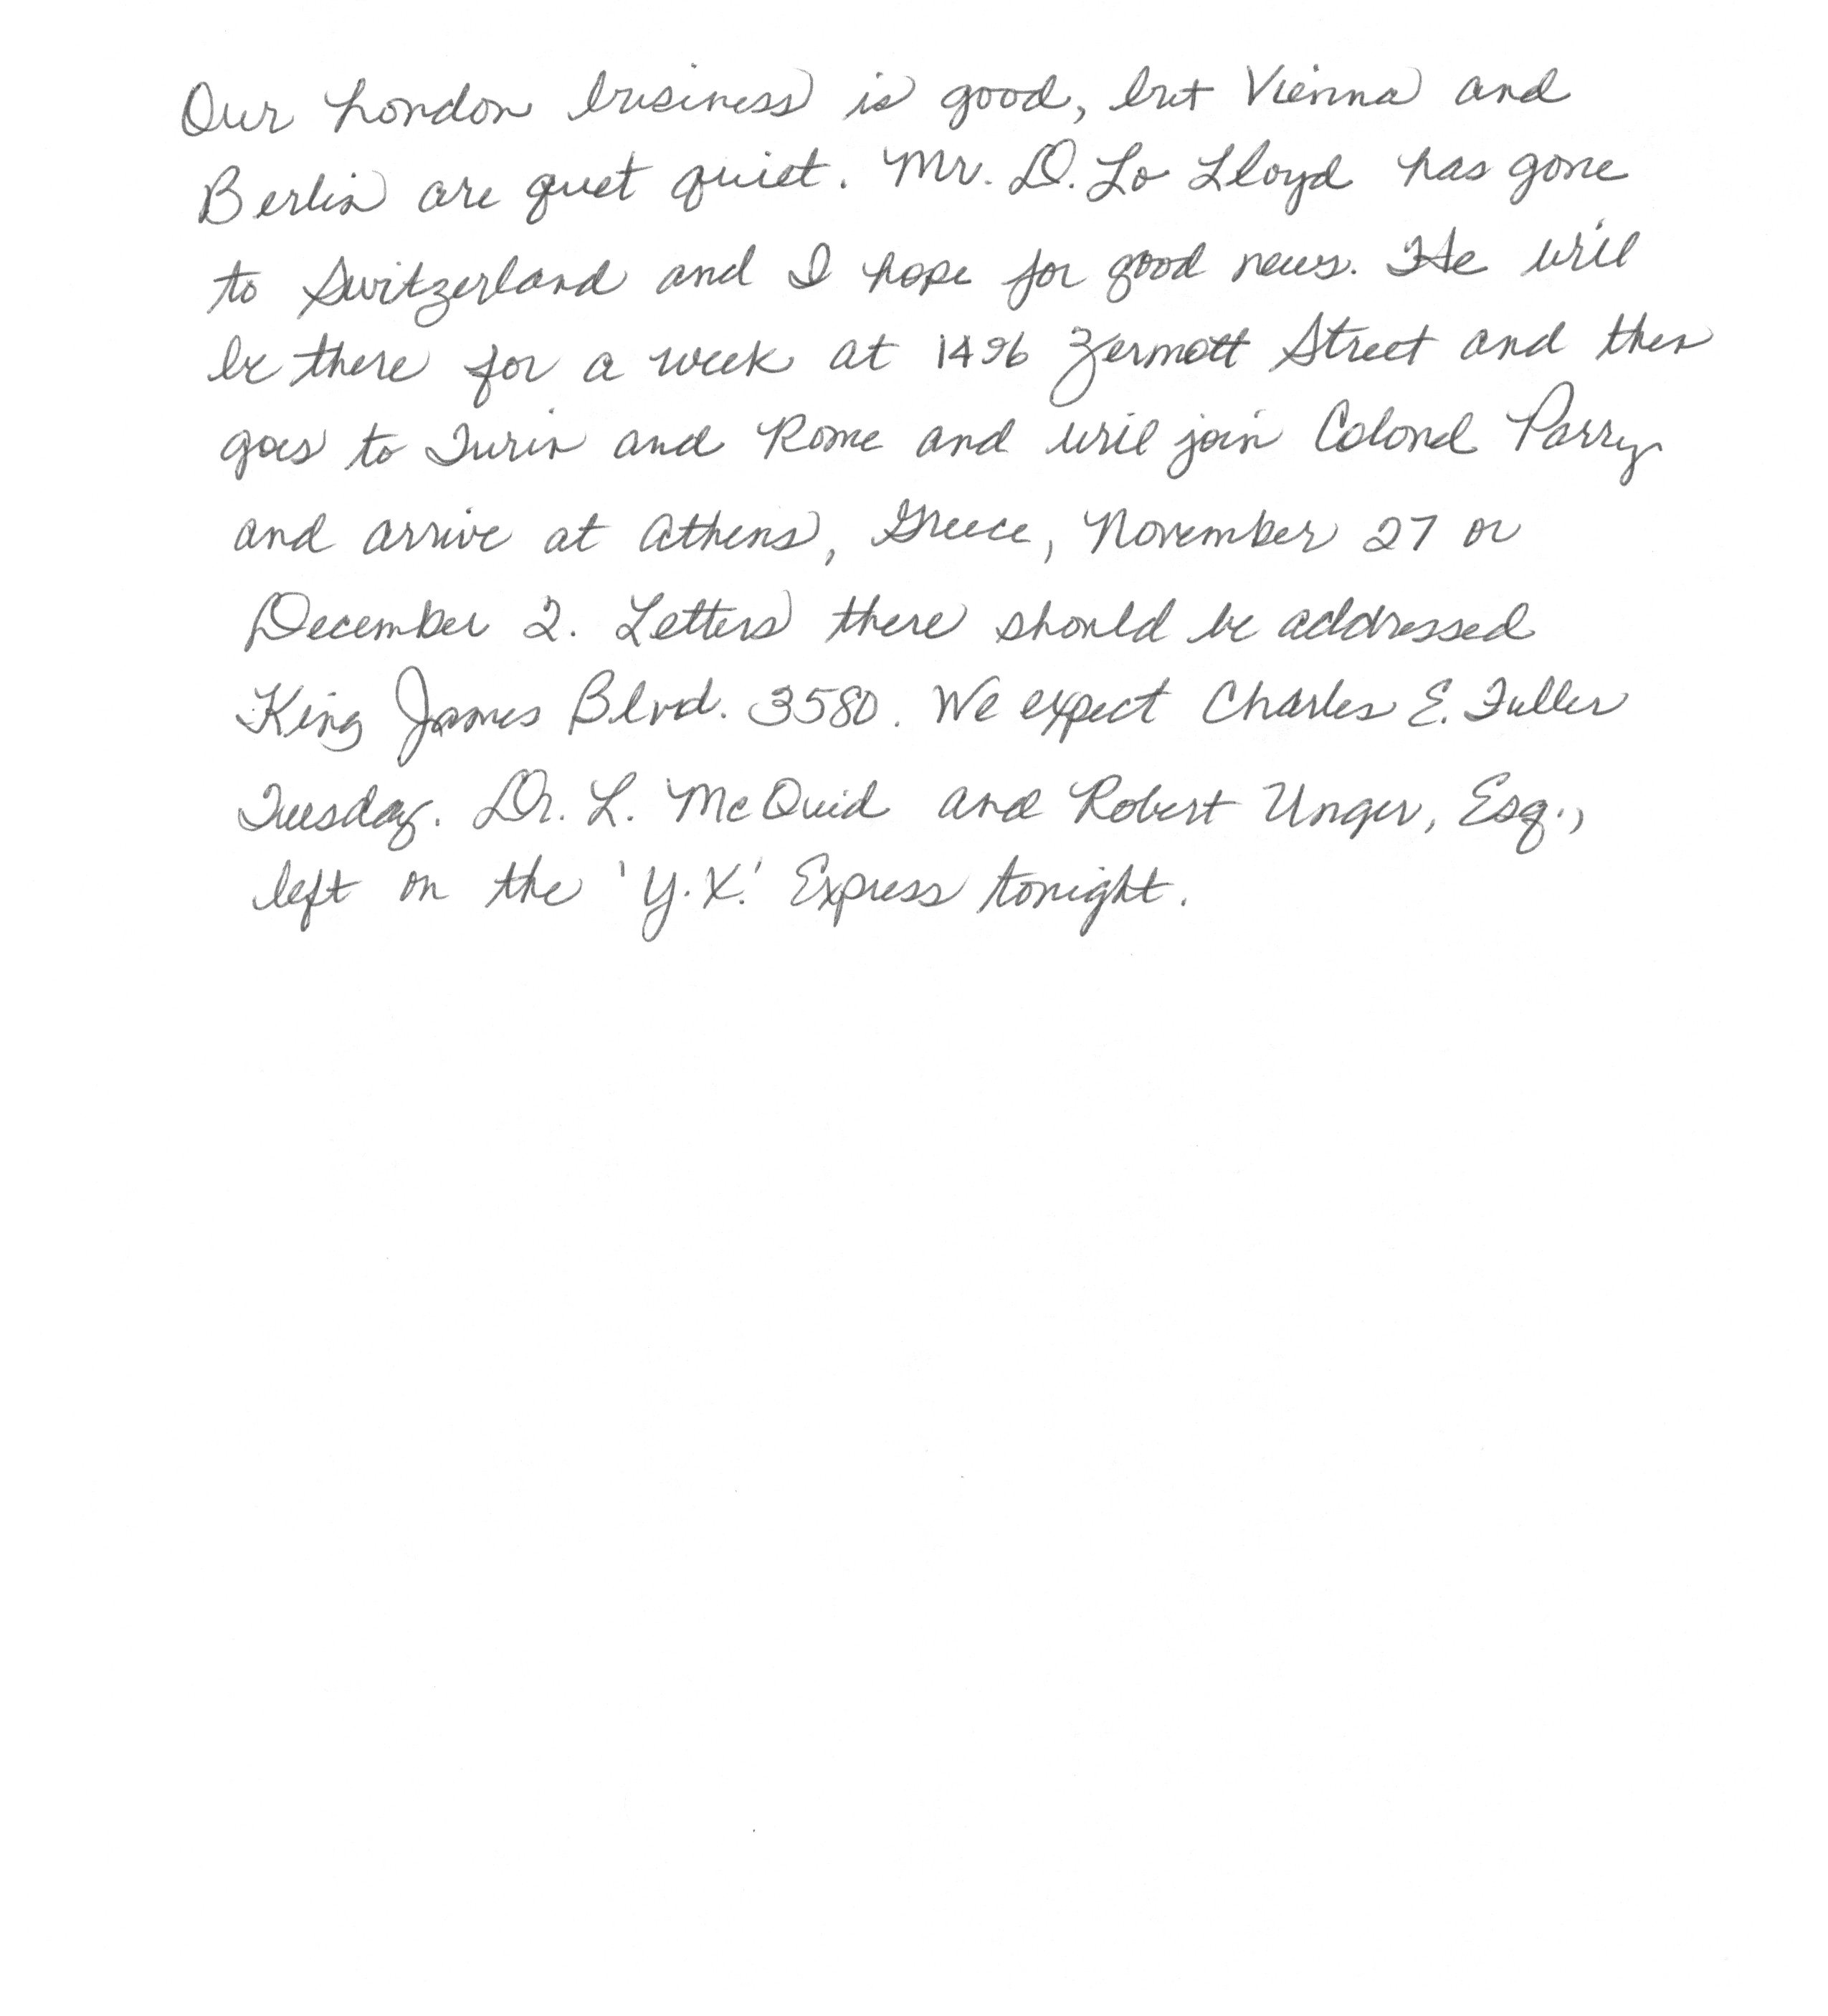 Our London business is good, but Vienna and
Berlin are quet quiet. Mr. D. Lo Lloyd has gone
to Switzerland and I hope for good news. He will
be there for a week at 1496 Zermott Street and then
goes to Turin and Rome and will join Colonel Parry
and arrive at Athens, Greece, November 27 or
December 2. Letters there should be addressed
King James Blvd. 3580. We expect Charles E. Fuller
Tuesday. Dr. L. McQuid and Robert Unger, Esq.,
left on the 'Y.X.' Express tonight.